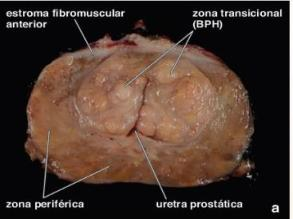 estroma fibromuscular
anterior
zona transicional
(BPH)
zona periférica
uretra prostática
a